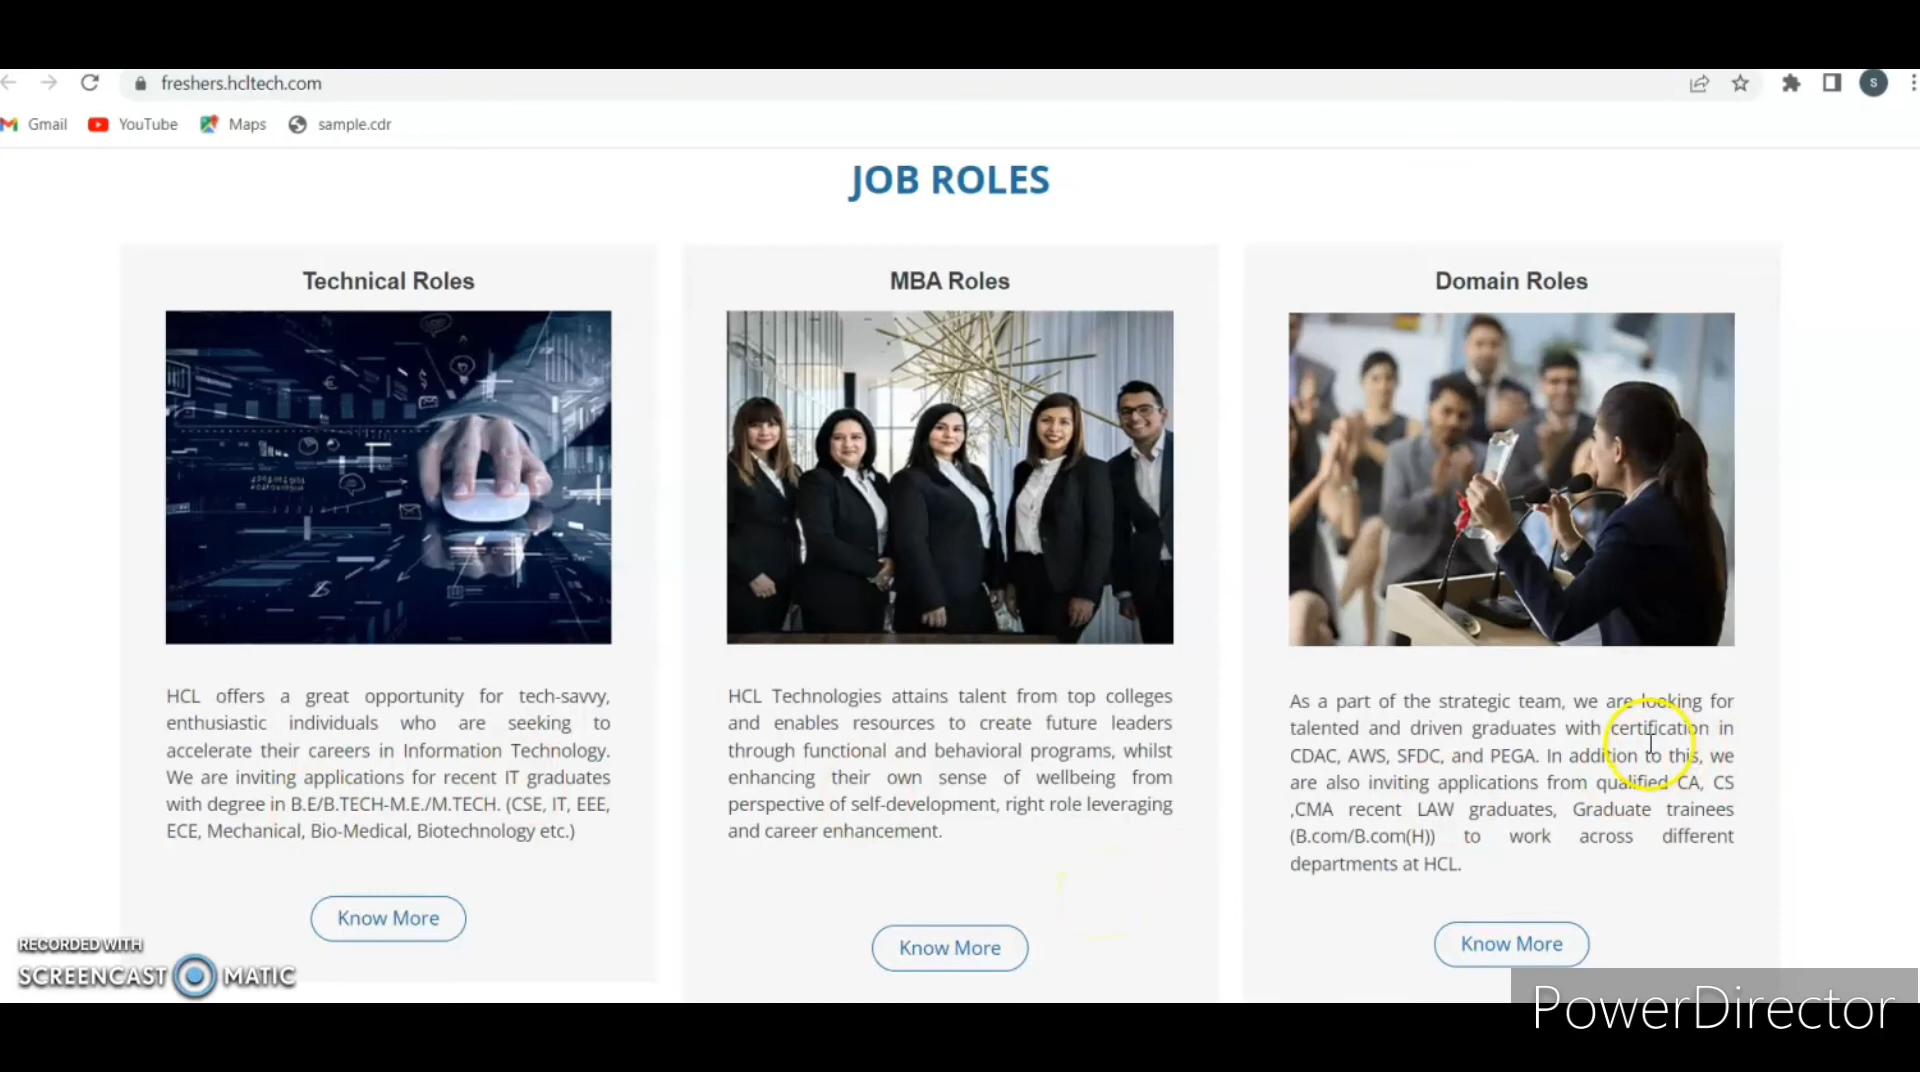 freshers.hcltech.com
S
Gmail
YouTube
Maps
sample.cdr
JOB ROLES
Technical Roles
HCL offers a great opportunity for tech-savvy,
enthusiastic individuals who are seeking to
accelerate their careers in Information Technology.
We are inviting applications for recent IT graduates
with degree in B.E/B.TECH-M.E./M.TECH. (CSE, IT, EEE,
ECE, Mechanical, Bio-Medical, Biotechnology etc.)
Know More
MBA Roles
HCL Technologies attains talent from top colleges
and enables resources to create future leaders
through functional and behavioral programs, whilst
enhancing their own sense of wellbeing from
perspective of self-development, right role leveraging
and career enhancement.
Know More
Domain Roles
As a part of the strategic team, we are looking for
talented and driven graduates with certification in
CDAC, AWS, SFDC, and PEGA. In addition to this, we
are also inviting applications from qualified CA, CS
,CMA recent LAW graduates, Graduate trainees
(B.com/B.com(H)) to work across different
departments at HCL.
Know More
RECORDED WITH
SCREENCAST MATIC
PowerDirector